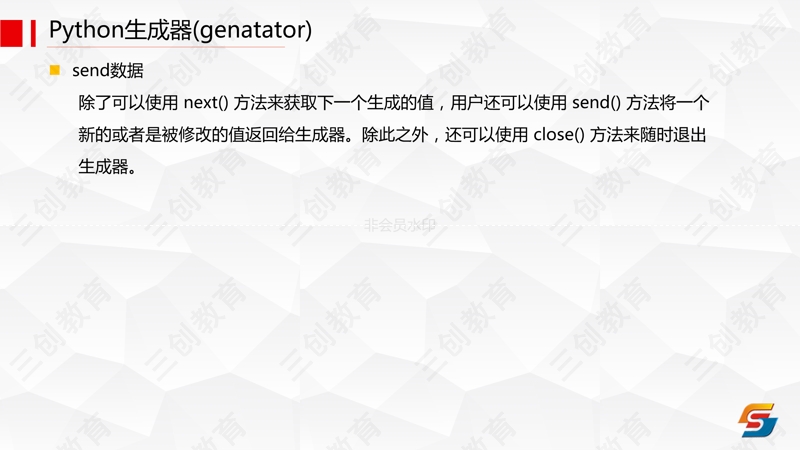 Python生成器(genatator)
send数据
除了可以使用 next() 方法来获取下一个生成的值，用户还可以使用 send() 方法将一个
新的或者是被修改的值返回给生成器。除此之外，还可以使用 close() 方法来随时退出
生成器。
非会员水印
三创教育
三创教育
三创教育
三创教育
三创教育
三创教育
三创教育
三创教育
三创教育
三创教育
三创教育
三创教育